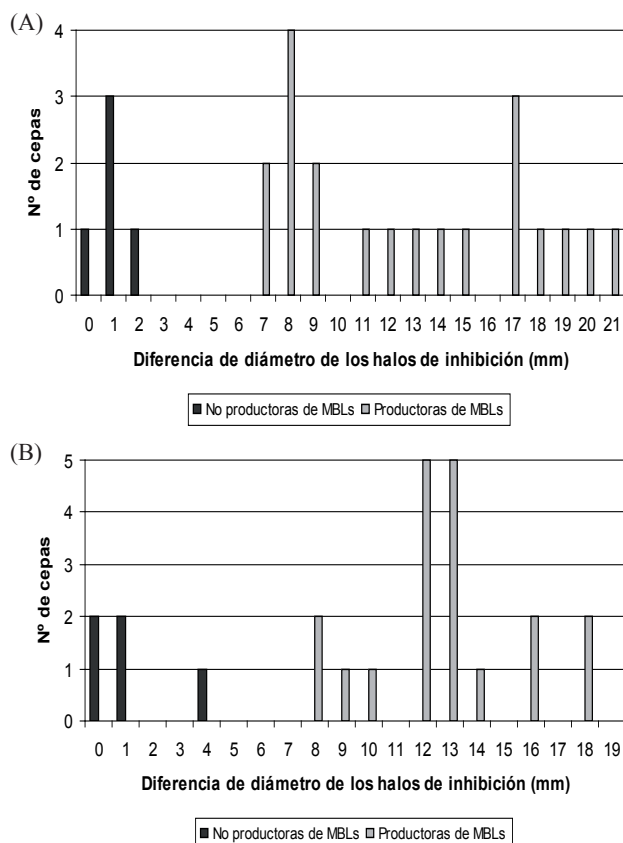 (A)
4
3
2
1
0
Nº de cepas
0 1 2 3 4 5 6 7 8 9 10 11 12 13 14 15 16 17 18 19 20 21
Diferencia de diámetro de los halos de inhibición (mm)
No productoras de MBLs Productoras de MBLs
(B)
5
4
3
2
1
0
Nº de cepas
0 1 2 3 4 5 6 7 8 9 10 11 12 13 14 15 16 17 18 19
Diferencia de diámetro de los halos de inhibición (mm)
No productoras de MBLs Productoras de MBLs